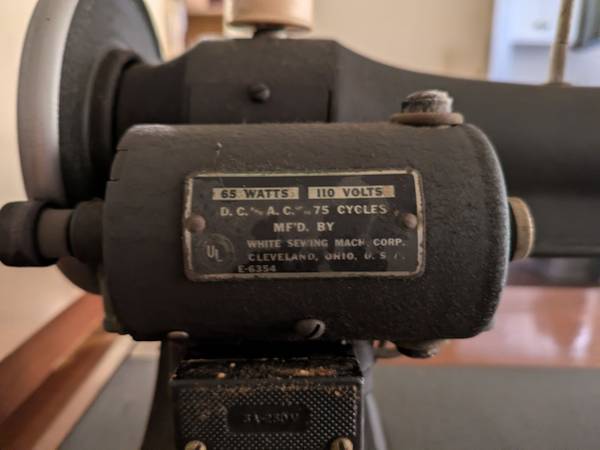 65 WATTS 110 VOLTS
D.C. A.C. 75 CYCLES
MF'D. BY
WHITE SEWING MACH. CORP.
CLEVELAND, OHIO, U.S.
UL
E-6354